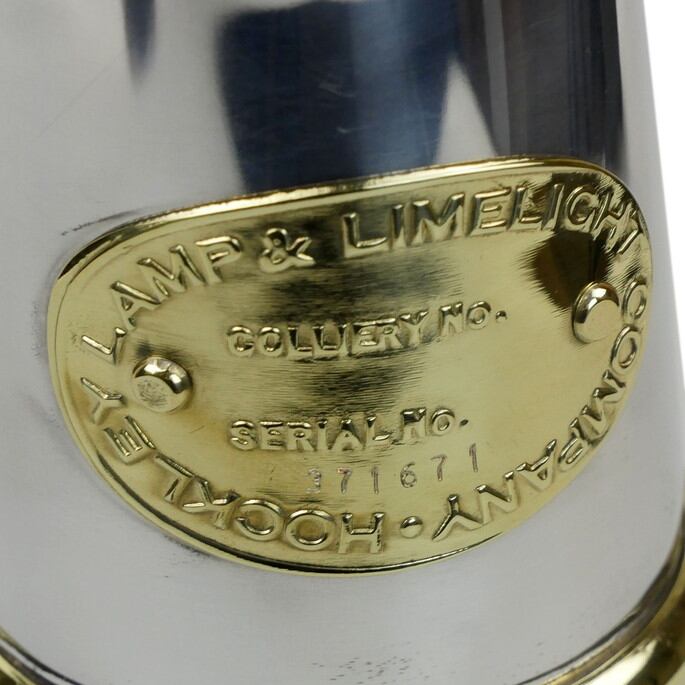 HOCKLEY LAMP & LIMELIGHT COMPANY •
COLLIERY NO.
SERIAL NO.
371671